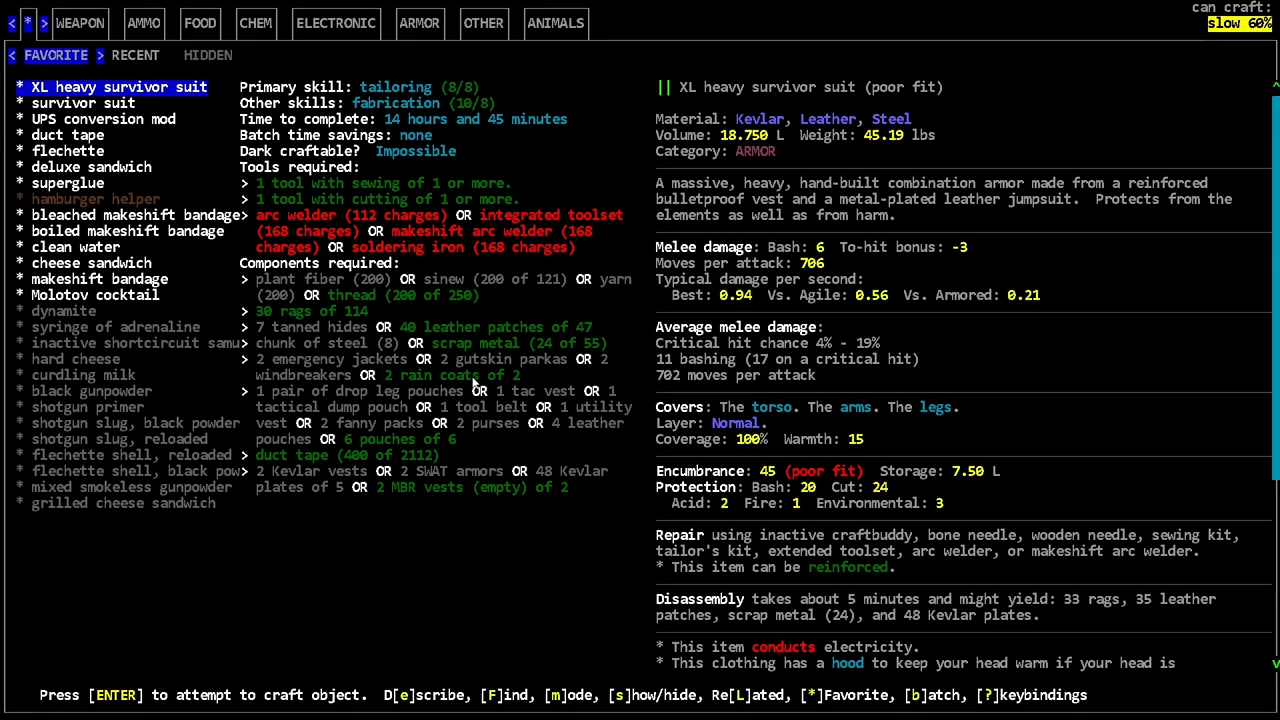 can craft:
< * > WEAPON AMMO FOOD CHEM ELECTRONIC ARMOR OTHER ANIMALS
slow 60%
< FAVORITE > RECENT HIDDEN
* XL heavy survivor suit
* survivor suit
* UPS conversion mod
* duct tape
* flechette
* deluxe sandwich
* superglue
* hamburger helper
* bleached makeshift bandage
* boiled makeshift bandage
* clean water
* cheese sandwich
* makeshift bandage
* Molotov cocktail
* dynamite
* syringe of adrenaline
* inactive shortcircuit samu
* hard cheese
* curdling milk
* black gunpowder
* shotgun primer
* shotgun slug, black powder
* shotgun slug, reloaded
* flechette shell, reloaded
* flechette shell, black pow
* mixed smokeless gunpowder
* grilled cheese sandwich
Primary skill: tailoring (8/8)
Other skills: fabrication (10/8)
Time to complete: 14 hours and 45 minutes
Batch time savings: none
Dark craftable? Impossible
Tools required:
> 1 tool with sewing of 1 or more.
> 1 tool with cutting of 1 or more.
> arc welder (112 charges) OR integrated toolset
(168 charges) OR makeshift arc welder (168
charges) OR soldering iron (168 charges)
Components required:
> plant fiber (200) OR sinew (200 of 121) OR yarn
(200) OR thread (200 of 250)
> 30 rags of 114
> 7 tanned hides OR 40 leather patches of 47
> chunk of steel (8) OR scrap metal (24 of 55)
> 2 emergency jackets OR 2 gutskin parkas OR 2
windbreakers OR 2 rain coats of 2
> 1 pair of drop leg pouches OR 1 tac vest OR 1
tactical dump pouch OR 1 tool belt OR 1 utility
vest OR 2 fanny packs OR 2 purses OR 4 leather
pouches OR 6 pouches of 6
> duct tape (400 of 2112)
> 2 Kevlar vests OR 2 SWAT armors OR 48 Kevlar
plates of 5 OR 2 MBR vests (empty) of 2
|| XL heavy survivor suit (poor fit)
Material: Kevlar, Leather, Steel
Volume: 18.750 L Weight: 45.19 lbs
Category: ARMOR
A massive, heavy, hand-built combination armor made from a reinforced
bulletproof vest and a metal-plated leather jumpsuit. Protects from the
elements as well as from harm.
Melee damage: Bash: 6 To-hit bonus: -3
Moves per attack: 706
Typical damage per second:
Best: 0.94 Vs. Agile: 0.56 Vs. Armored: 0.21
Average melee damage:
Critical hit chance 4% - 19%
11 bashing (17 on a critical hit)
702 moves per attack
Covers: The torso. The arms. The legs.
Layer: Normal.
Coverage: 100% Warmth: 15
Encumbrance: 45 (poor fit) Storage: 7.50 L
Protection: Bash: 20 Cut: 24
Acid: 2 Fire: 1 Environmental: 3
Repair using inactive craftbuddy, bone needle, wooden needle, sewing kit,
tailor's kit, extended toolset, arc welder, or makeshift arc welder.
* This item can be reinforced.
Disassembly takes about 5 minutes and might yield: 33 rags, 35 leather
patches, scrap metal (24), and 48 Kevlar plates.
* This item conducts electricity.
* This clothing has a hood to keep your head warm if your head is
Press [ENTER] to attempt to craft object. D[e]scribe, [F]ind, [m]ode, [s]how/hide, Re[L]ated, [*]Favorite, [b]atch, [?]keybindings